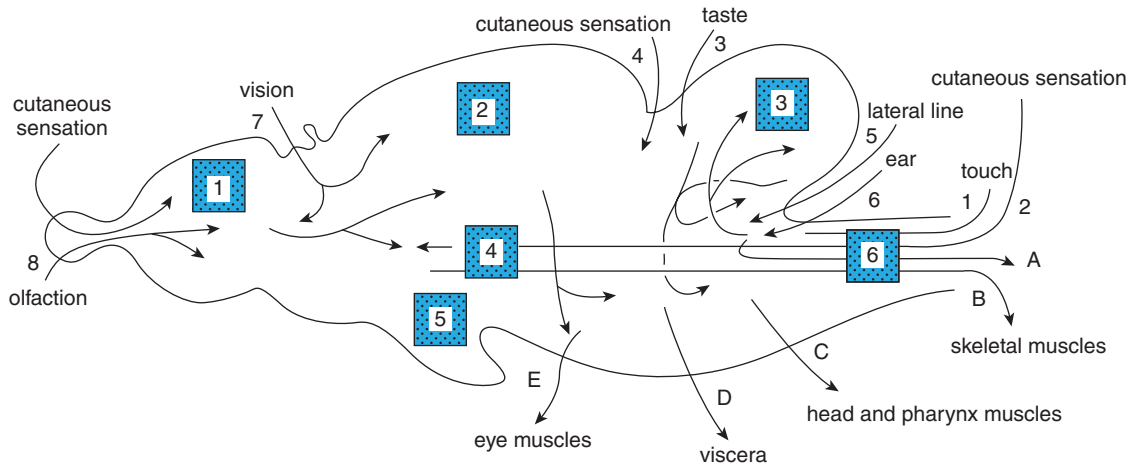 taste
cutaneous sensation
3
4
cutaneous sensation
vision
7
2
3
cutaneous
sensation
lateral line
5
ear
touch
1
6
1
2
4
6
A
8
olfaction
5
B
skeletal muscles
C
E
D
head and pharynx muscles
eye muscles
viscera